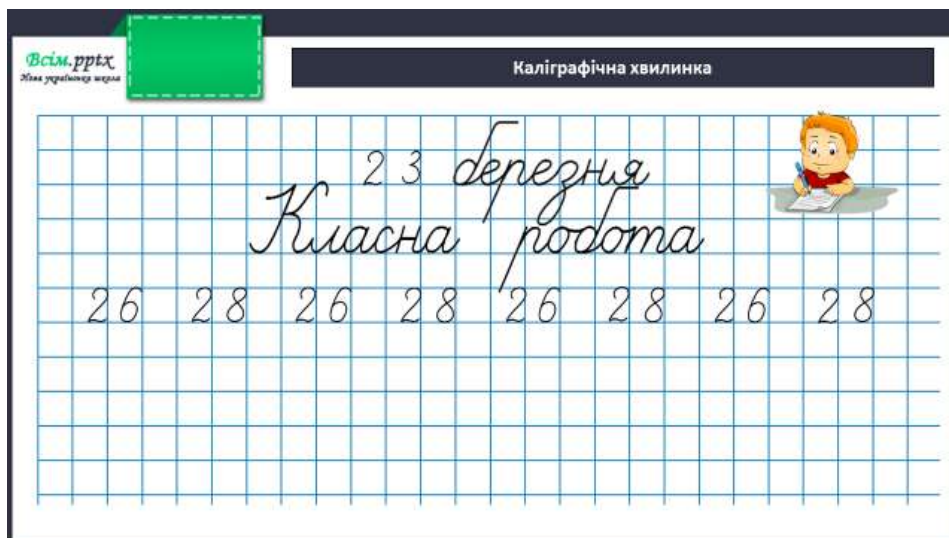 Всім.pptx
Нова українська школа
Каліграфічна хвилинка
23 березня
Класна робота
26 28 26 28 26 28 26 28